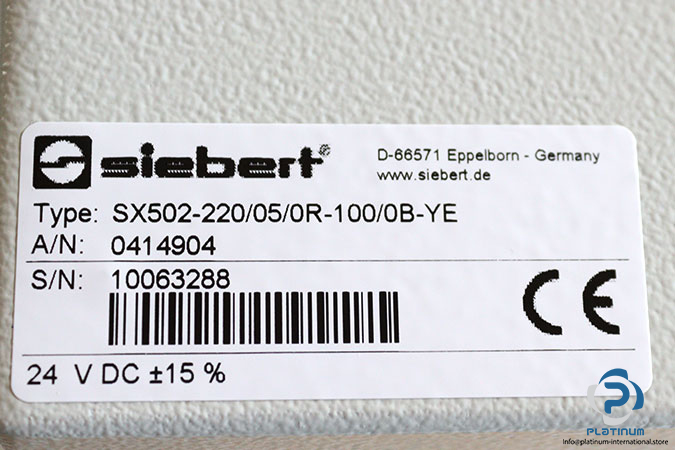 siebert®
D-66571 Eppelborn - Germany
www.siebert.de
Type: SX502-220/05/0R-100/0B-YE
A/N: 0414904
S/N: 10063288
CE
24 V DC ±15 %
PLATINUM
info@platinum-international.store